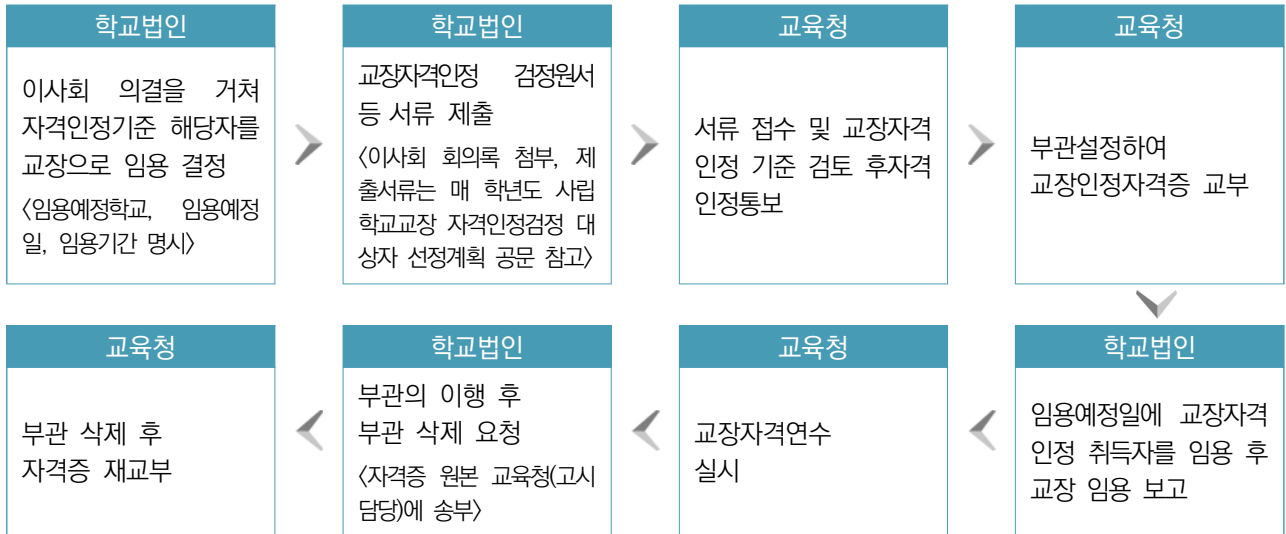 학교법인
이사회 의결을 거쳐
자격인정기준 해당자를
교장으로 임용 결정
〈임용예정학교, 임용예정
일, 임용기간 명시〉
학교법인
교장자격인정 검정원서
등 서류 제출
〈이사회 회의록 첨부, 제
출서류는 매 학년도 사립
학교교장 자격인정검정 대
상자 선정계획 공문 참고〉
교육청
서류 접수 및 교장자격
인정 기준 검토 후자격
인정통보
교육청
부관설정하여
교장인정자격증 교부
학교법인
임용예정일에 교장자격
인정 취득자를 임용 후
교장 임용 보고
교육청
교장자격연수
실시
학교법인
부관의 이행 후
부관 삭제 요청
〈자격증 원본 교육청(고시
담당)에 송부〉
교육청
부관 삭제 후
자격증 재교부